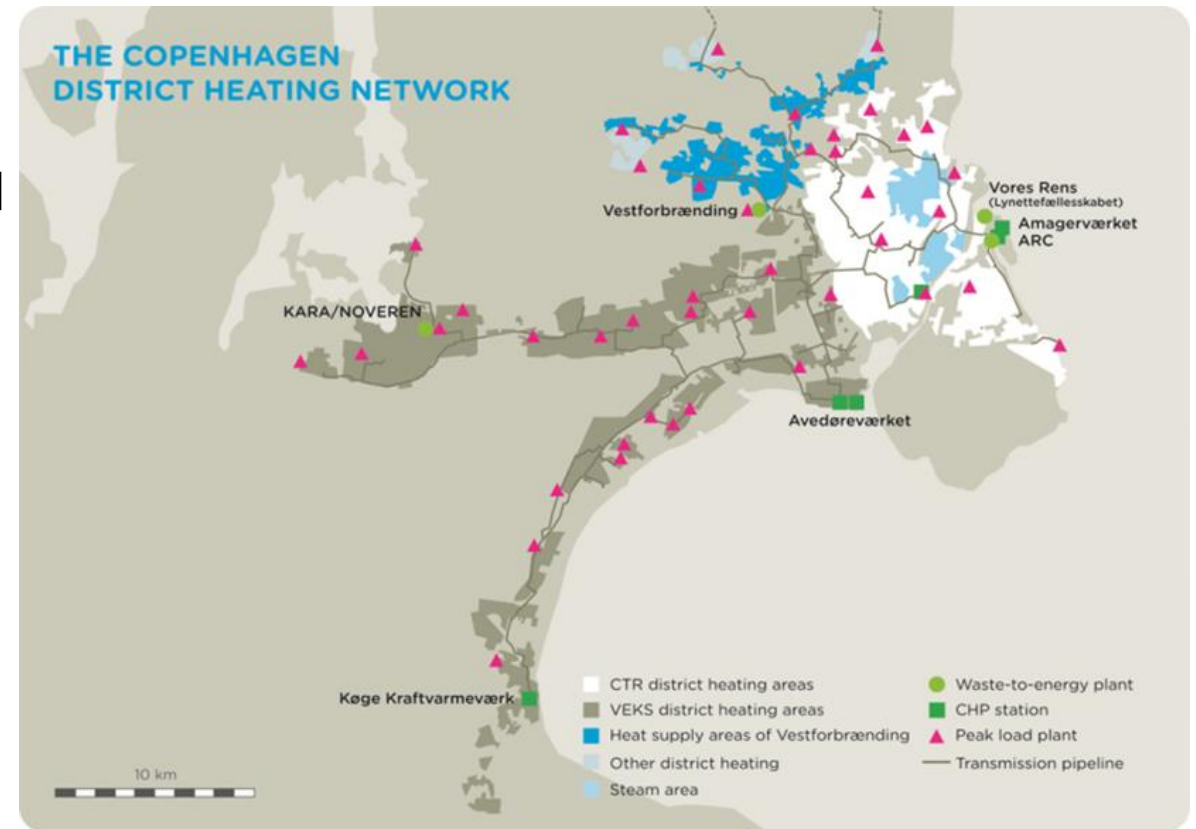 THE COPENHAGEN
DISTRICT HEATING NETWORK
Vestforbrænding
Vores Rens
(Lynettefællesskabet)
Amagerværket
ARC
KARA/NOVEREN
Avedøreværket
Køge Kraftvarmeværk
10 km
CTR district heating areas
VEKS district heating areas
Heat supply areas of Vestforbrænding
Other district heating
Steam area
Waste-to-energy plant
CHP station
Peak load plant
Transmission pipeline